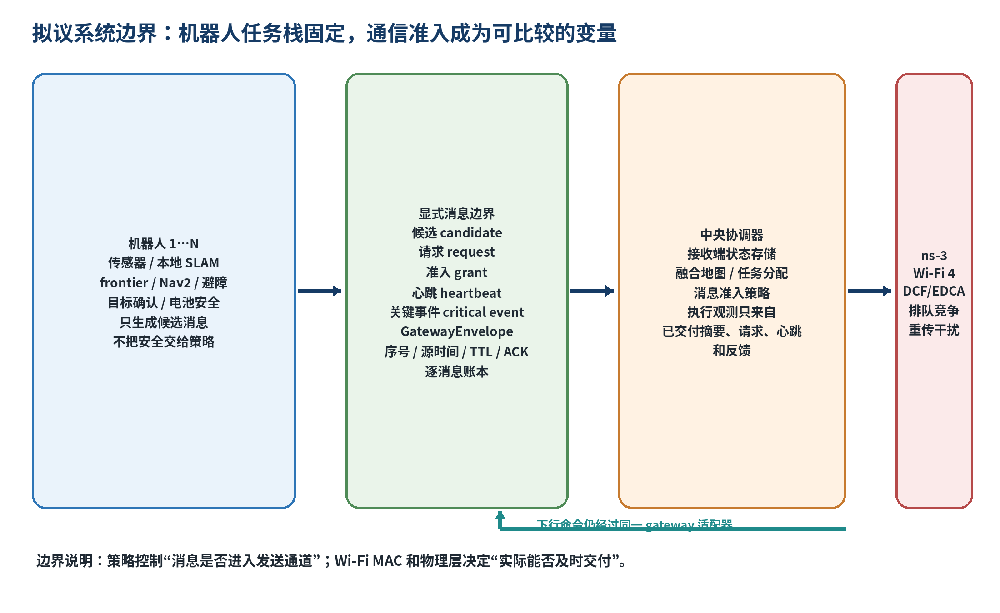 拟议系统边界：机器人任务栈固定，通信准入成为可比较的变量
机器人 1…N
传感器 / 本地 SLAM
frontier / Nav2 / 避障
目标确认 / 电池安全
只生成候选消息
不把安全交给策略
显式消息边界
候选 candidate
请求 request
准入 grant
心跳 heartbeat
关键事件 critical event
GatewayEnvelope
序号 / 源时间 / TTL / ACK
逐消息账本
中央协调器
接收端状态存储
融合地图 / 任务分配
消息准入策略
执行观测只来自
已交付摘要、请求、心跳
和反馈
ns-3
Wi-Fi 4
DCF/EDCA
排队竞争
重传干扰
下行命令仍经过同一 gateway 适配器
边界说明：策略控制“消息是否进入发送通道”；Wi-Fi MAC 和物理层决定“实际能否及时交付”。